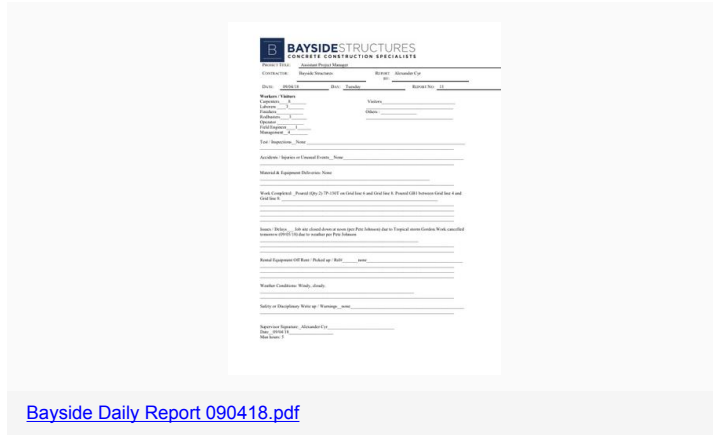 B BAYSIDESTRUCTURES
CONCRETE CONSTRUCTION SPECIALISTS
PROJECT TITLE: Assistant Project Manager
CONTRACTOR: Bayside Structures REPORT BY: Alexander Cyr
DATE: 09/04/18 DAY: Tuesday REPORT NO:
Workers / Visitors
Carpenters 8 Visitors
Laborers 3
Finishers Others :
Rodbusters 3
Operator
Field Engineer 1
Management 4
Test / Inspections None
Accidents / Injuries or Unusual Events None
Material & Equipment Deliveries: None
Work Completed Poured (Qty 2) on Grid line 6 and Grid line 8. Poured GB1 between Grid line 4 and
Grid line 6.
Issues / Delays Job site closed down at noon (per Pete Johnson) due to Tropical storm Gordon. Work cancelled
tomorrow (09/05/18) due to weather per Pete Johnson
Rental Equipment Off Rent / Picked up / Ref# none
Weather Conditions: Windy, cloudy.
Safety or Disciplinary Write up / Warnings none
Supervisor Signature Alexander Cyr
Date 09/04/18
Man hours: 5
Bayside Daily Report 090418.pdf